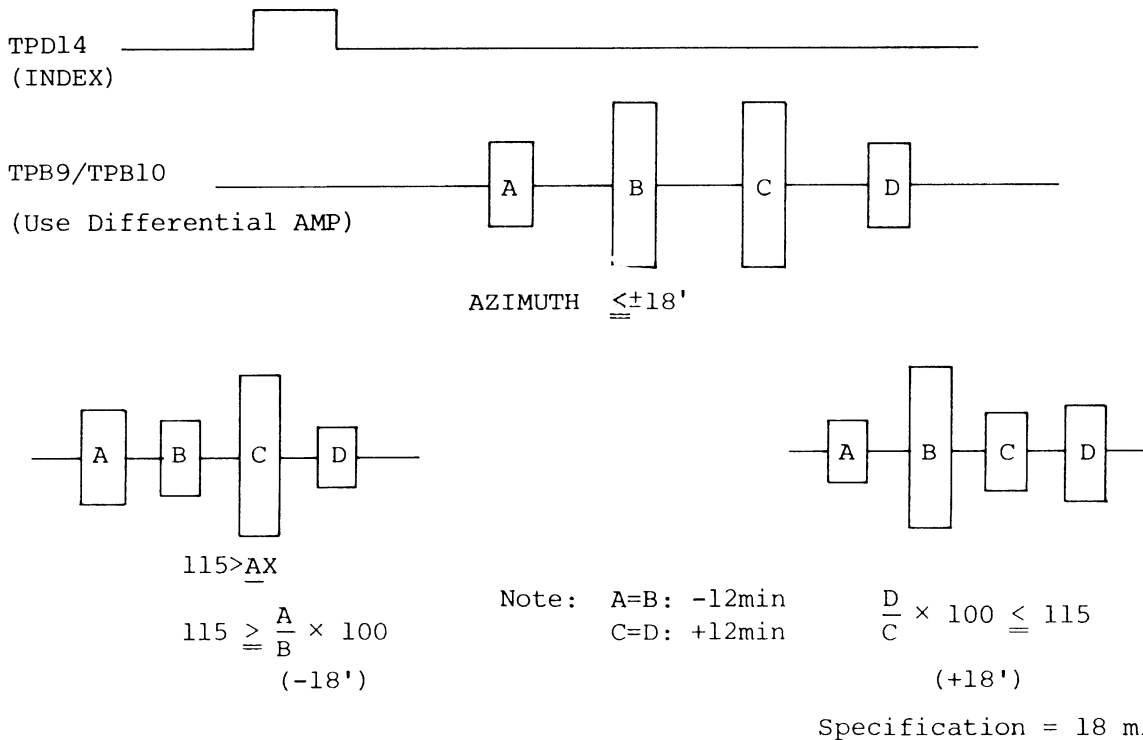 TPD14
(INDEX)
TPB9/TPB10
(Use Differential AMP)
A B C D
AZIMUTH ≤±18'
A B C D
A B C D
115>AX
115 ≥ A/B × 100
(-18')
Note: A=B: -12min
C=D: +12min
D/C × 100 ≤ 115
(+18')
Specification = 18 m